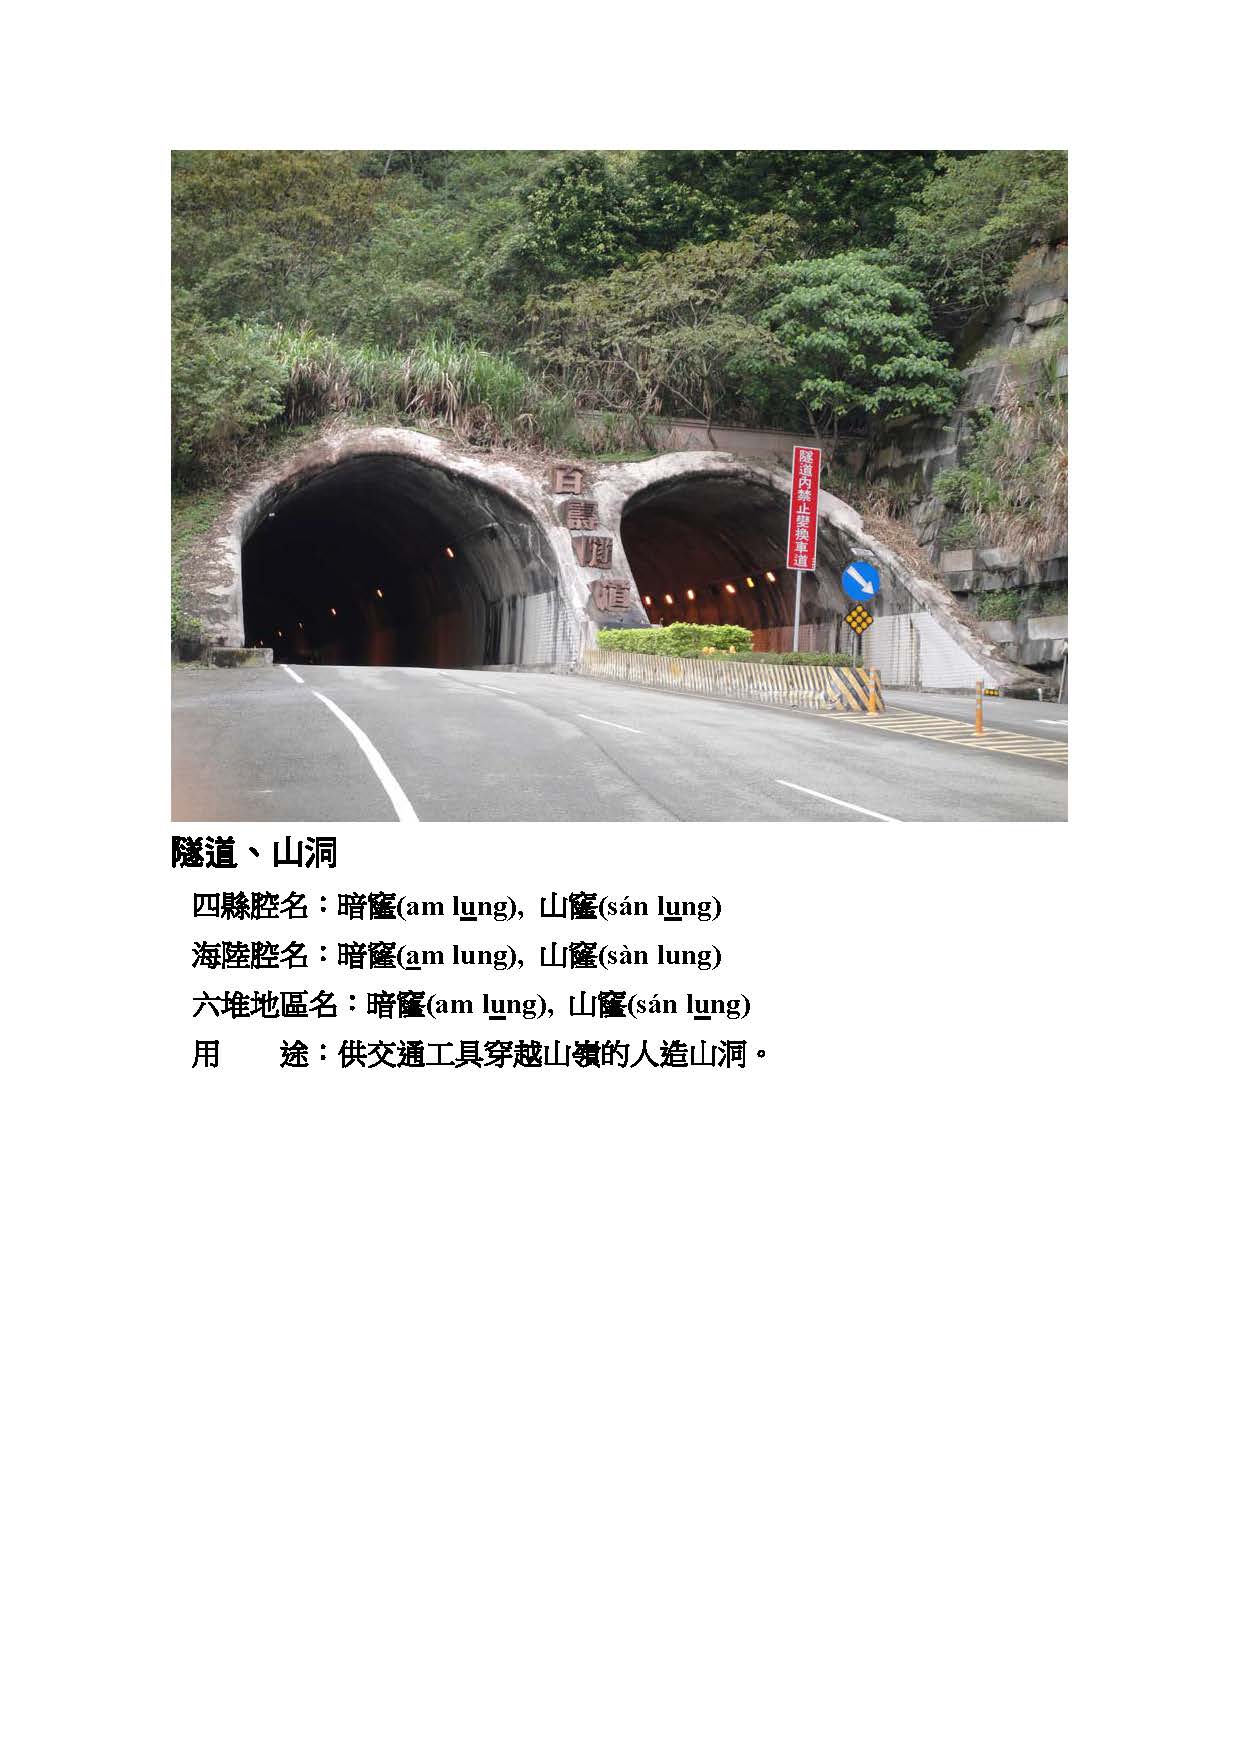 百壽隧道
隧道內禁止變換車道
隧道、山洞
四縣腔名：暗窿(am lung), 山窿(sán lung)
海陸腔名：暗窿(am lung), 山窿(sàn lung)
六堆地區名：暗窿(am lung), 山窿(sán lung)
用　　途：供交通工具穿越山嶺的人造山洞。